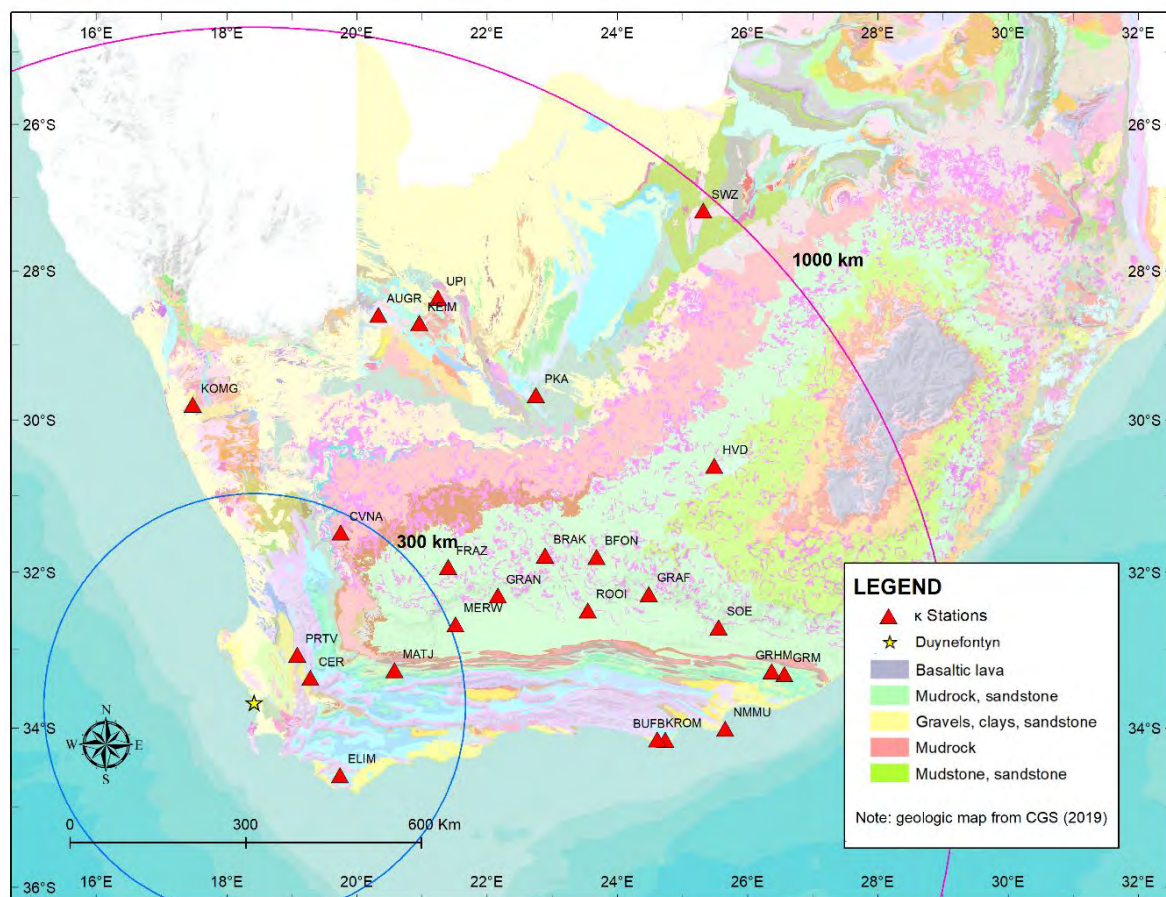 16°E 18°E 20°E 22°E 24°E 26°E 28°E 30°E 32°E
26°S 26°S
SWZ
1000 km
28°S 28°S
UPI
AUGR KEIM
PKA
KOMG
30°S 30°S
HVD
CVNA
300 km
FRAZ BRAK BFON
32°S 32°S
GRAN ROOI GRAF
MERW SOE
PRTV
CER MATJ GRHM GRM
34°S 34°S
BUFB KROM NMMU
ELIM
N
W E
S
0 300 600 Km
36°S 36°S
16°E 18°E 20°E 22°E 24°E 26°E 28°E 30°E 32°E
LEGEND
κ Stations
Duynefontyn
Basaltic lava
Mudrock, sandstone
Gravels, clays, sandstone
Mudrock
Mudstone, sandstone
Note: geologic map from CGS (2019)